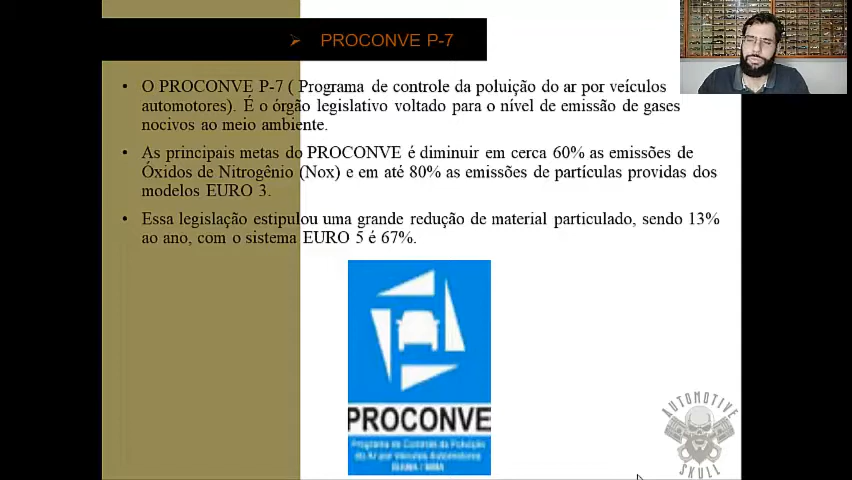 PROCONVE P-7
O PROCONVE P-7 ( Programa de controle da poluição do ar por veículos
automotores). É o órgão legislativo voltado para o nível de emissão de gases
nocivos ao meio ambiente.
As principais metas do PROCONVE é diminuir em cerca 60% as emissões de
Óxidos de Nitrogênio (Nox) e em até 80% as emissões de partículas providas dos
modelos EURO 3.
Essa legislação estipulou uma grande redução de material particulado, sendo 13%
ao ano, com o sistema EURO 5 é 67%.
PROCONVE
Programa de Controle da Poluição
do Ar por Veículos Automotores
AUTOMOTIVE
SKULL